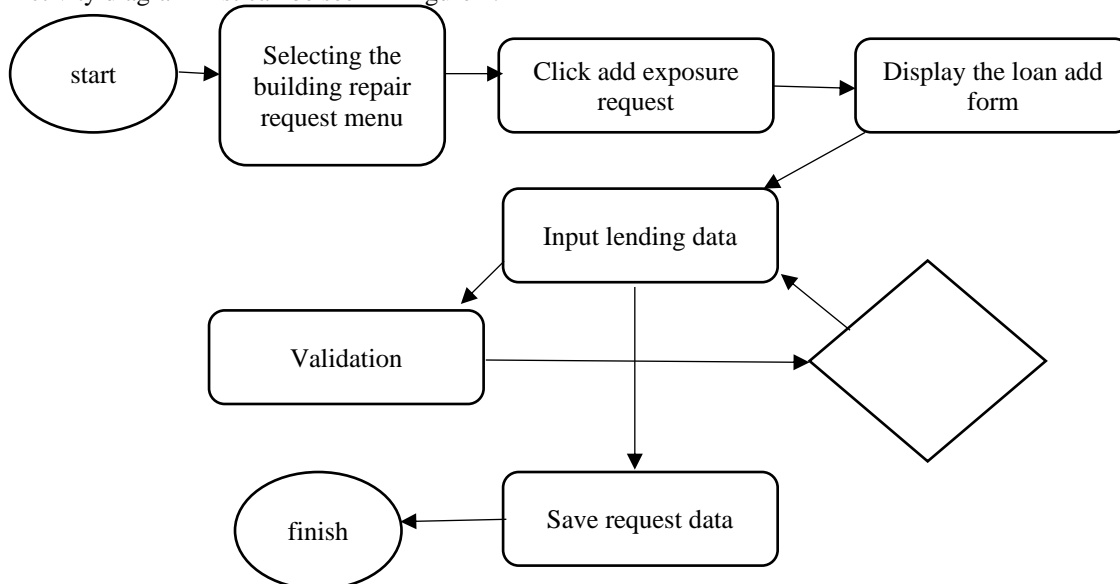 start
Selecting the
building repair
request menu
Click add exposure
request
Display the loan add
form
Input lending data
Validation
Save request data
finish